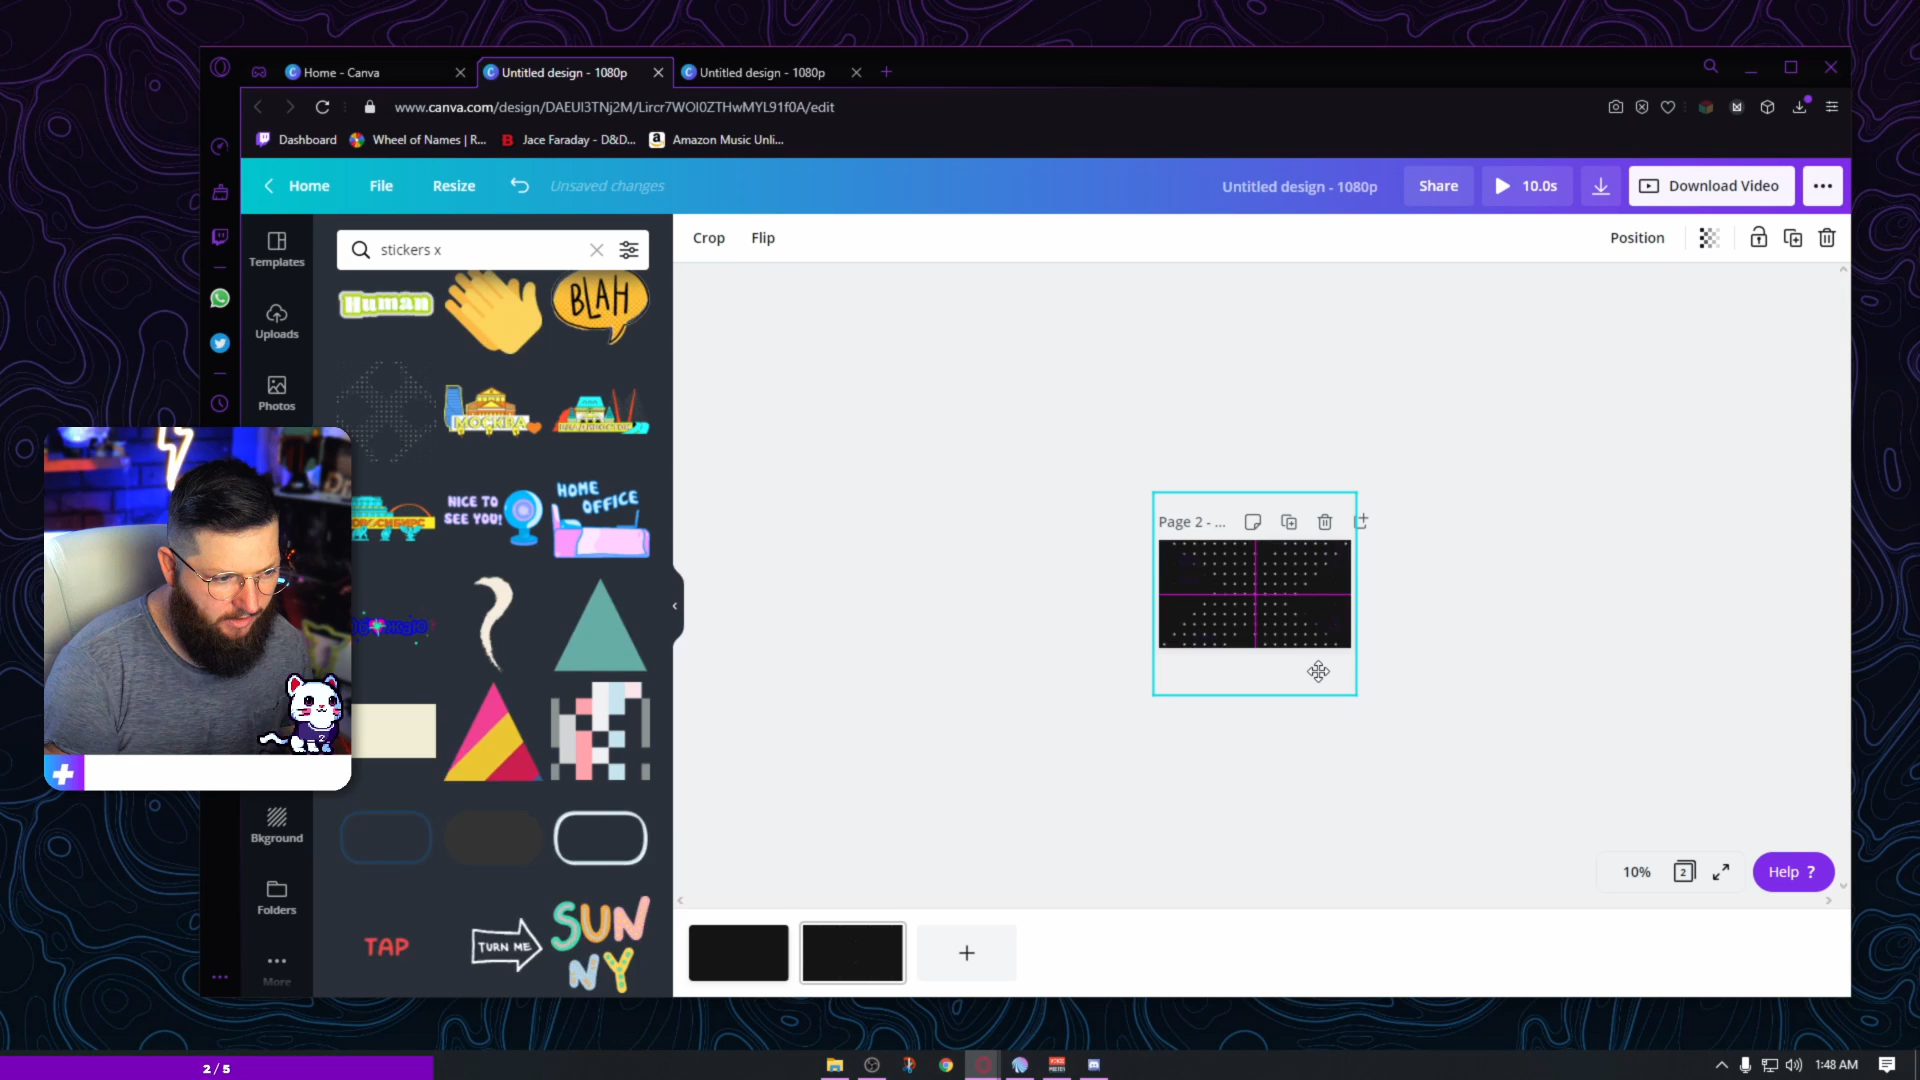 Home - Canva
Untitled design - 1080p
Untitled design - 1080p
www.canva.com/design/DAEUI3TNj2M/Lircr7WOI0ZTHwMYL91f0A/edit
Dashboard
Wheel of Names | R...
Jace Faraday - D&D...
Amazon Music Unli...
Home
File
Resize
Unsaved changes
Untitled design - 1080p
Share
10.0s
Download Video
Templates
Uploads
Photos
Bkground
Folders
More
stickers x
Human
BLAH
МОСКВА
NICE TO
SEE YOU!
HOME
OFFICE
TAP
TURN ME
SUN
NY
Crop
Flip
Position
Page 2 - ...
10%
2
Help ?
2 / 5
1:48 AM